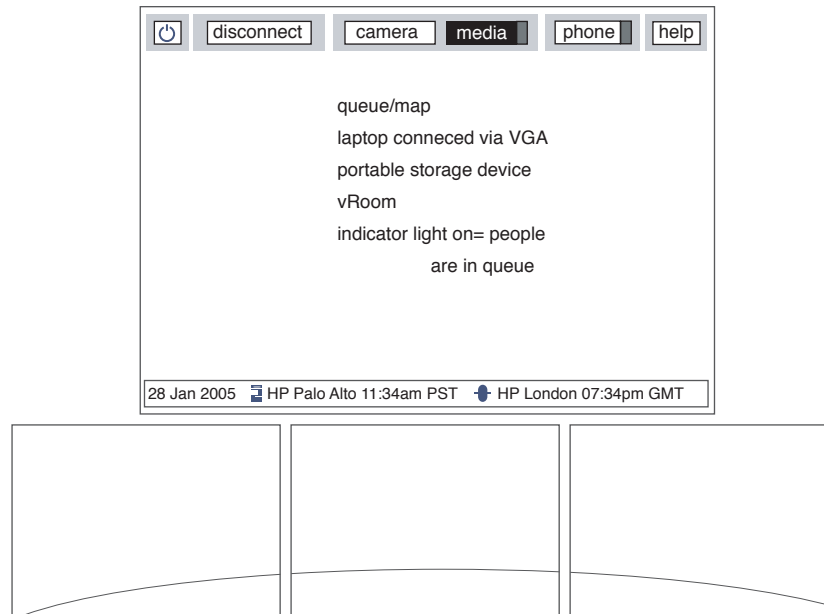 disconnect camera media phone help
queue/map
laptop conneced via VGA
portable storage device
vRoom
indicator light on= people
are in queue
28 Jan 2005 HP Palo Alto 11:34am PST HP London 07:34pm GMT